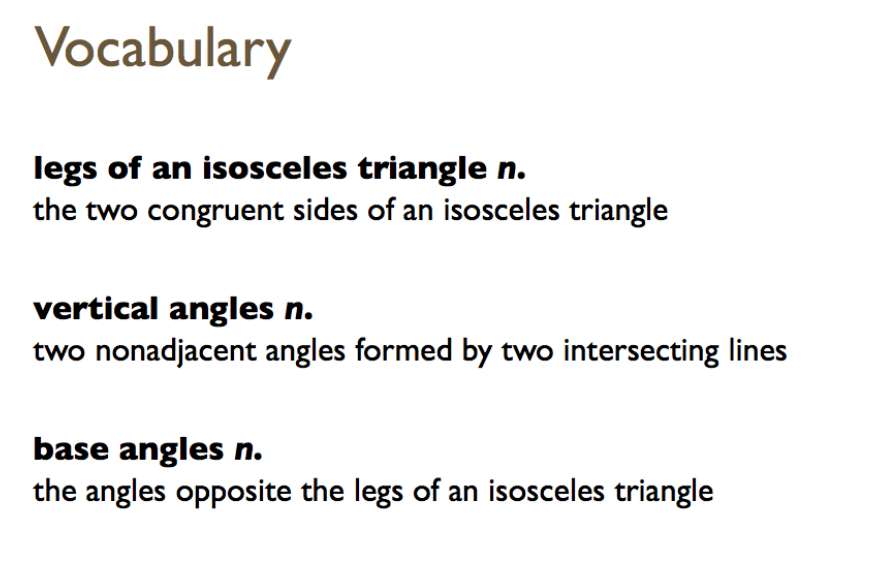 Vocabulary
legs of an isosceles triangle n.
the two congruent sides of an isosceles triangle
vertical angles n.
two nonadjacent angles formed by two intersecting lines
base angles n.
the angles opposite the legs of an isosceles triangle